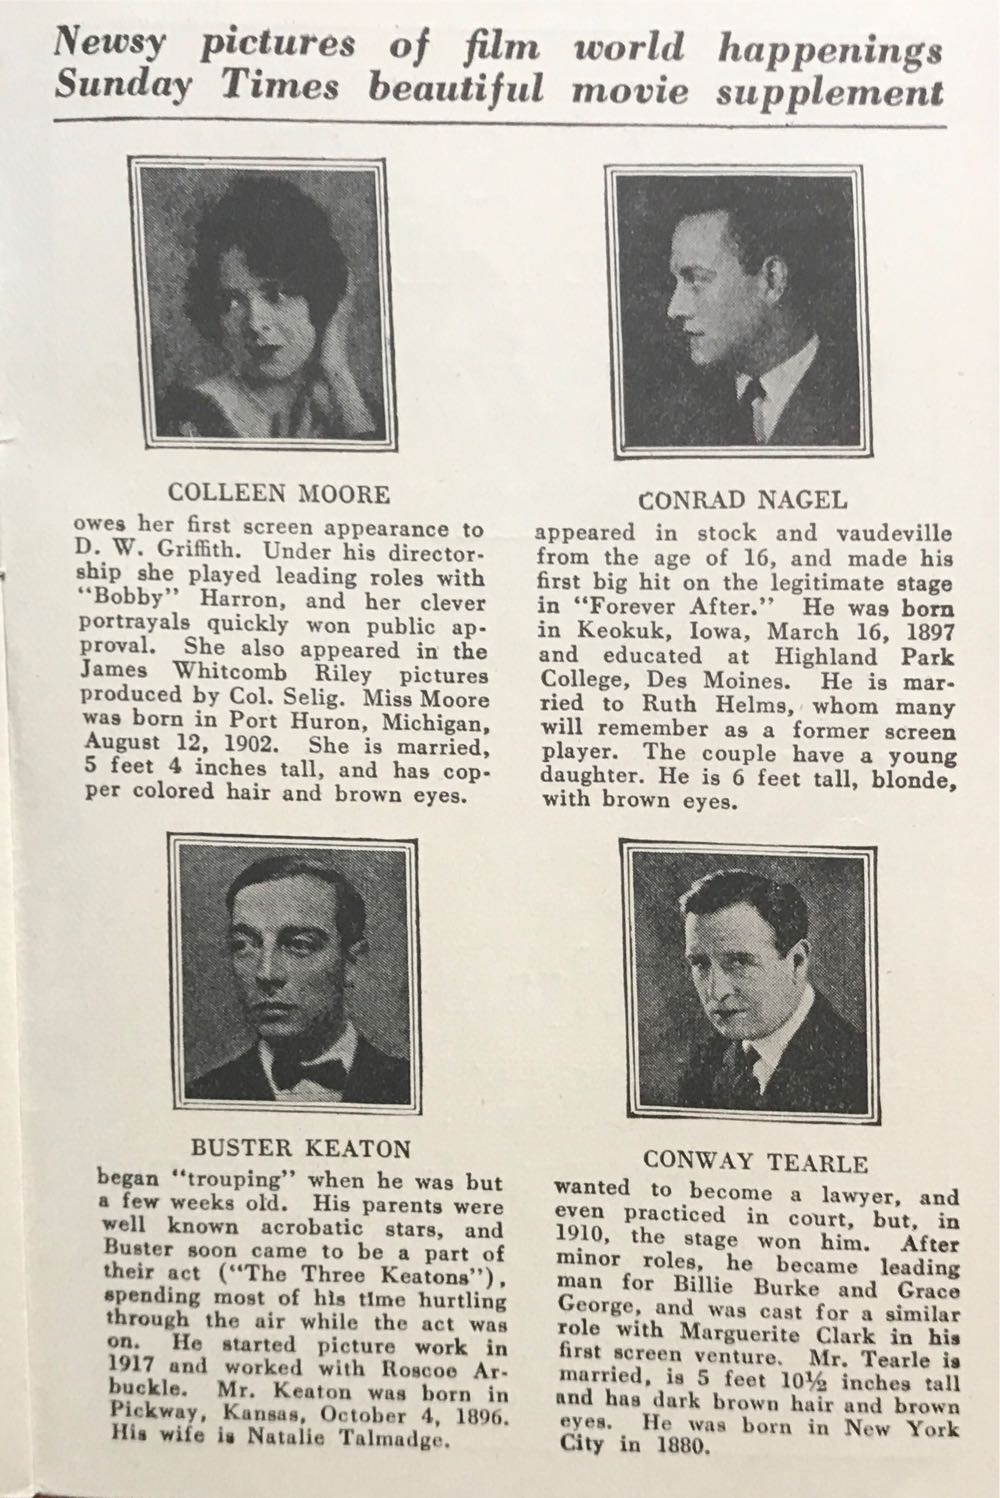 Newsy pictures of film world happenings
Sunday Times beautiful movie supplement
COLLEEN MOORE
owes her first screen appearance to
D. W. Griffith. Under his director-
ship she played leading roles with
"Bobby" Harron, and her clever
portrayals quickly won public ap-
proval. She also appeared in the
James Whitcomb Riley pictures
produced by Col. Selig. Miss Moore
was born in Port Huron, Michigan,
August 12, 1902. She is married,
5 feet 4 inches tall, and has cop-
per colored hair and brown eyes.
CONRAD NAGEL
appeared in stock and vaudeville
from the age of 16, and made his
first big hit on the legitimate stage
in "Forever After." He was born
in Keokuk, Iowa, March 16, 1897
and educated at Highland Park
College, Des Moines. He is mar-
ried to Ruth Helms, whom many
will remember as a former screen
player. The couple have a young
daughter. He is 6 feet tall, blonde,
with brown eyes.
BUSTER KEATON
began "trouping" when he was but
a few weeks old. His parents were
well known acrobatic stars, and
Buster soon came to be a part of
their act ("The Three Keatons"),
spending most of his time hurtling
through the air while the act was
on. He started picture work in
1917 and worked with Roscoe Ar-
buckle. Mr. Keaton was born in
Pickway, Kansas, October 4, 1896.
His wife is Natalie Talmadge.
CONWAY TEARLE
wanted to become a lawyer, and
even practiced in court, but, in
1910, the stage won him. After
minor roles, he became leading
man for Billie Burke and Grace
George, and was cast for a similar
role with Marguerite Clark in his
first screen venture. Mr. Tearle is
married, is 5 feet 10½ inches tall
and has dark brown hair and brown
eyes. He was born in New York
City in 1880.